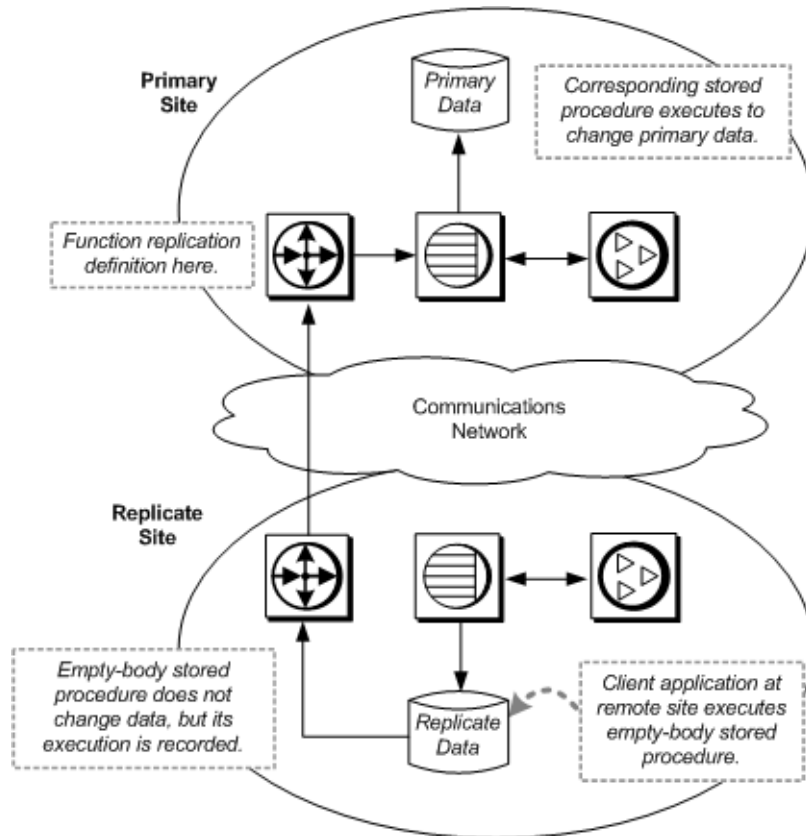 Primary
Site
Primary
Data
Corresponding stored
procedure executes to
change primary data.
Function replication
definition here.
Communications
Network
Replicate
Site
Empty-body stored
procedure does not
change data, but its
execution is recorded.
Replicate
Data
Client application at
remote site executes
empty-body stored
procedure.